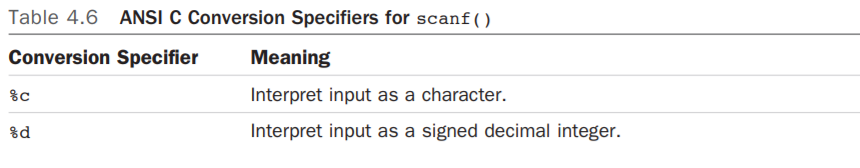 Table 4.6 ANSI C Conversion Specifiers for scanf()
Conversion Specifier Meaning
%c Interpret input as a character.
%d Interpret input as a signed decimal integer.